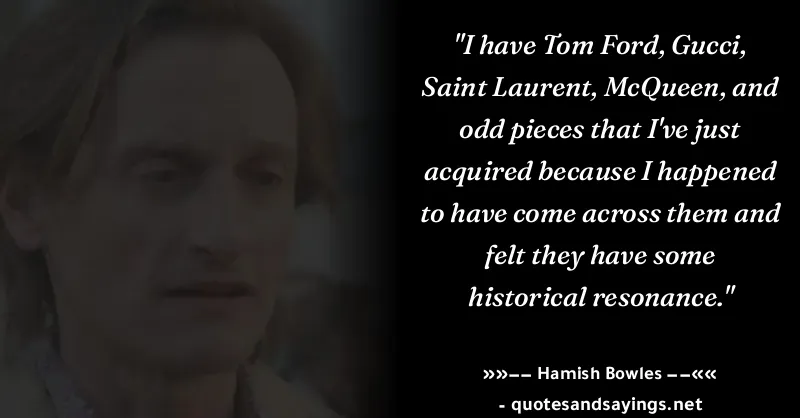 "I have Tom Ford, Gucci,
Saint Laurent, McQueen, and
odd pieces that I've just
acquired because I happened
to have come across them and
felt they have some
historical resonance."
»»–– Hamish Bowles ––««
- quotesandsayings.net